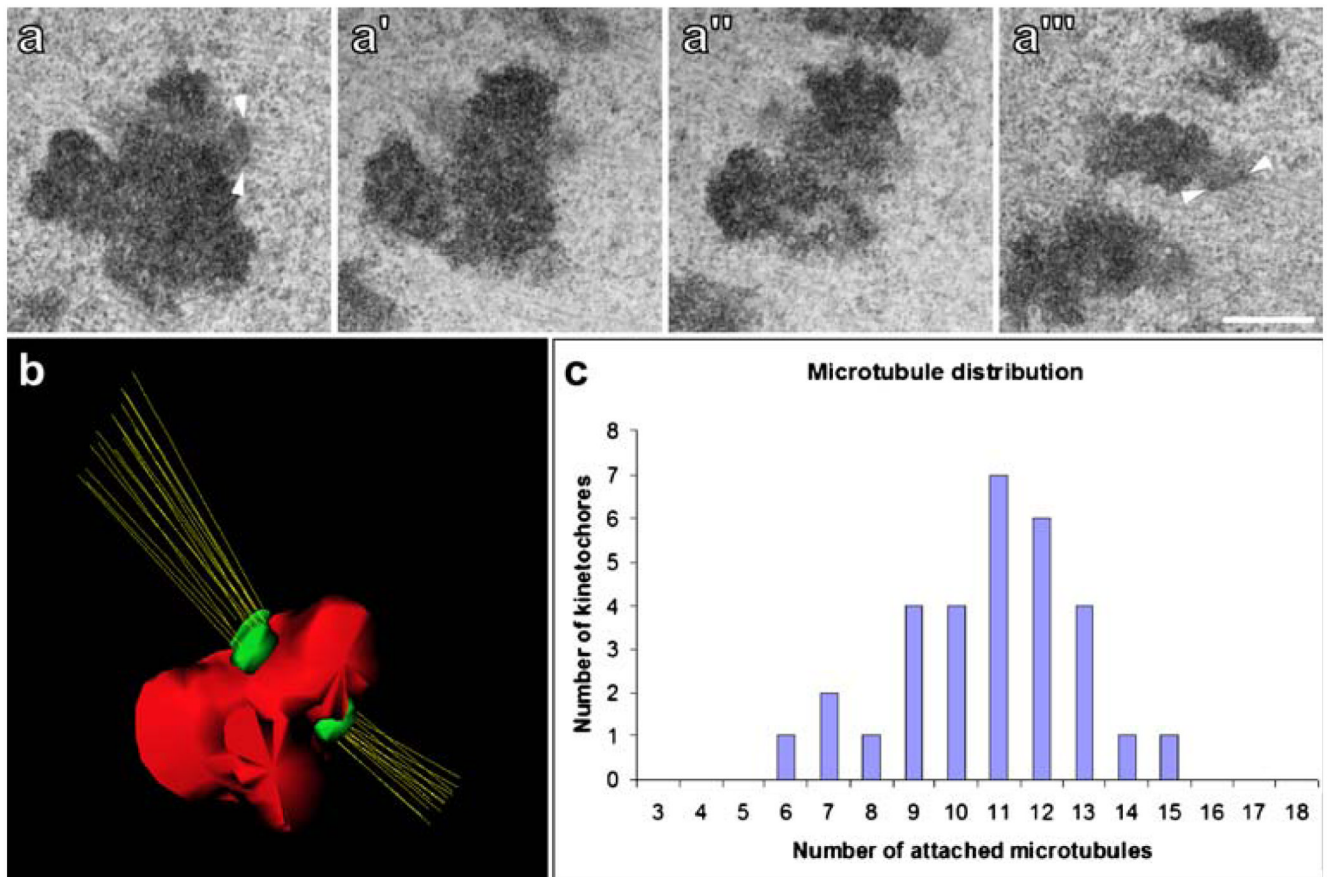 a a' a'' a'''
b
c
Microtubule distribution
Number of kinetochores
8
7
6
5
4
3
2
1
0
3 4 5 6 7 8 9 10 11 12 13 14 15 16 17 18
Number of attached microtubules